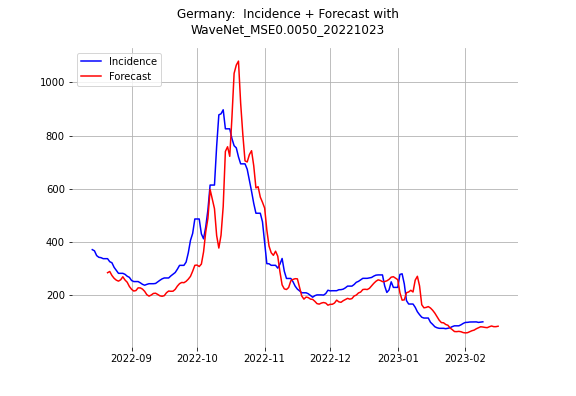 Germany:  Incidence + Forecast with
WaveNet_MSE0.0050_20221023
Incidence
Forecast
1000
800
600
400
200
2022-09
2022-10
2022-11
2022-12
2023-01
2023-02